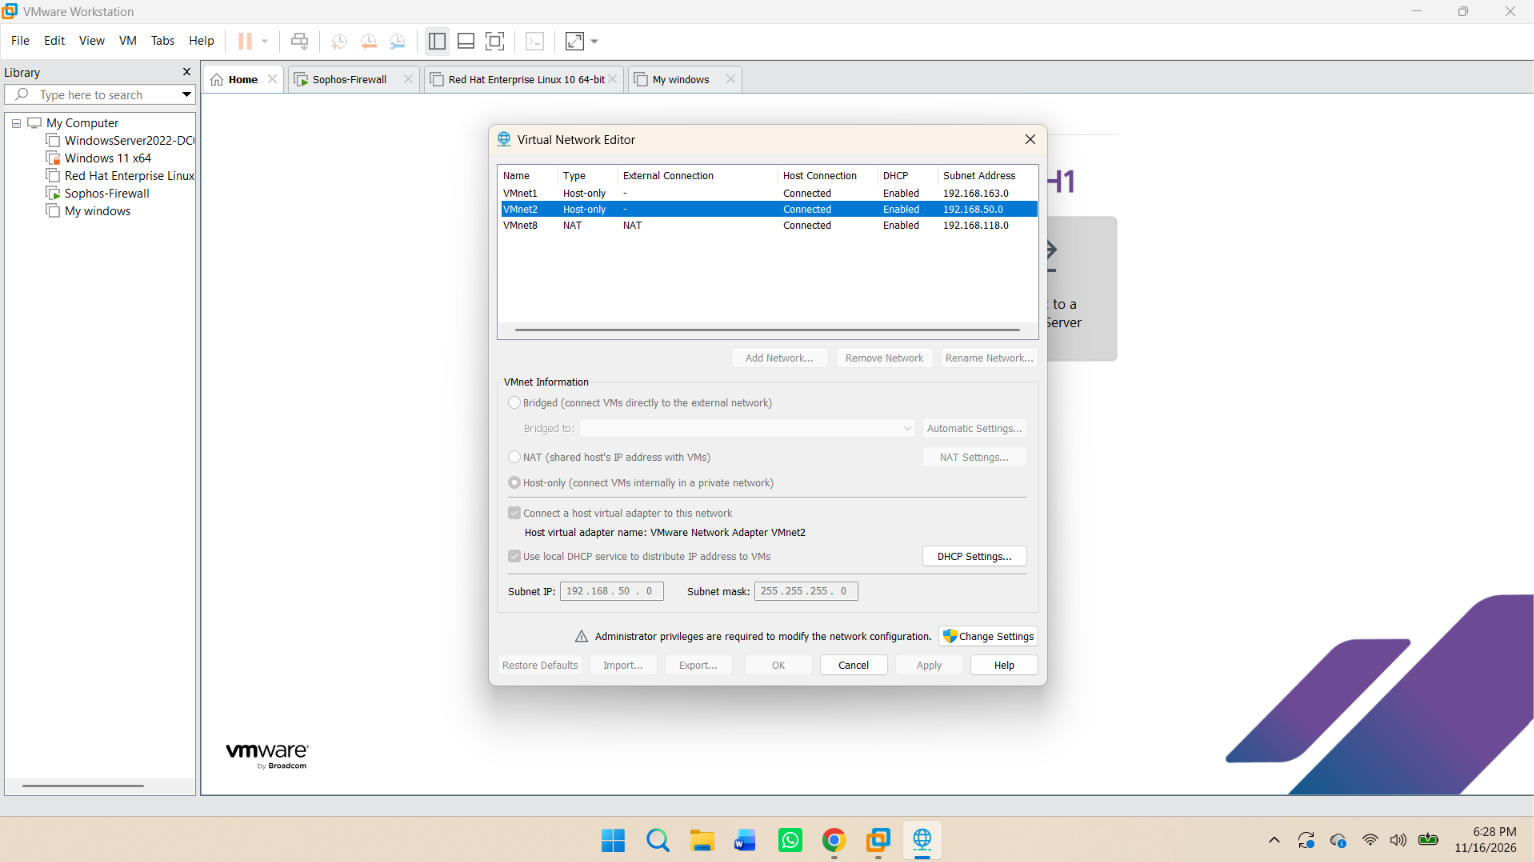 VMware Workstation
File Edit View VM Tabs Help
Library
Type here to search
My Computer
WindowsServer2022-DC
Windows 11 x64
Red Hat Enterprise Linux
Sophos-Firewall
My windows
Home Sophos-Firewall Red Hat Enterprise Linux 10 64-bit My windows
H1
to a
Server
Virtual Network Editor
Name Type External Connection Host Connection DHCP Subnet Address
VMnet1 Host-only - Connected Enabled 192.168.163.0
VMnet2 Host-only - Connected Enabled 192.168.50.0
VMnet8 NAT NAT Connected Enabled 192.168.118.0
Add Network... Remove Network Rename Network...
VMnet Information
Bridged (connect VMs directly to the external network)
Bridged to: Automatic Settings...
NAT (shared host's IP address with VMs) NAT Settings...
Host-only (connect VMs internally in a private network)
Connect a host virtual adapter to this network
Host virtual adapter name: VMware Network Adapter VMnet2
Use local DHCP service to distribute IP address to VMs DHCP Settings...
Subnet IP: 192.168.50.0 Subnet mask: 255.255.255.0
Administrator privileges are required to modify the network configuration. Change Settings
Restore Defaults Import... Export... OK Cancel Apply Help
vmware
by Broadcom
6:28 PM
11/16/2026